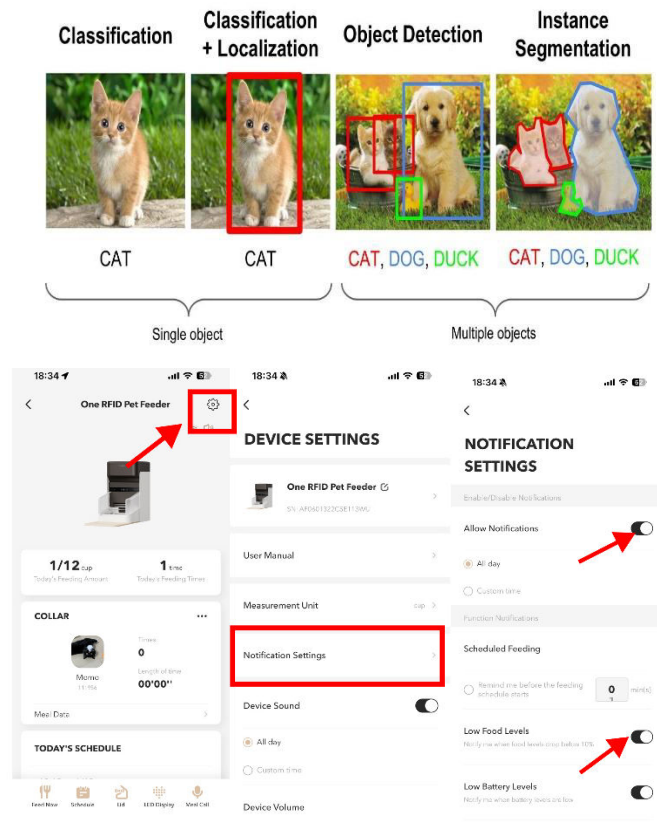 Classification
Classification
+ Localization
Object Detection
Instance
Segmentation
CAT
CAT
CAT, DOG, DUCK
CAT, DOG, DUCK
Single object
Multiple objects
18:34
One RFID Pet Feeder
1/12 cup
Today's Feeding Amount
1 time
Today's Feeding Times
COLLAR
Momo
Times
0
Length of time
00'00''
Meal Data
TODAY'S SCHEDULE
Feed Now
Schedule
Lid
LED Display
Meal Call
18:34
DEVICE SETTINGS
One RFID Pet Feeder
User Manual
Measurement Unit
cup
Notification Settings
Device Sound
All day
Custom time
Device Volume
18:34
NOTIFICATION
SETTINGS
Enable/Disable Notifications
Allow Notifications
All day
Custom time
Function Notifications
Scheduled Feeding
Remind me before the feeding
schedule starts
0
min(s)
Low Food Levels
Notify me when food levels drop below 10%
Low Battery Levels
Notify me when battery levels are low